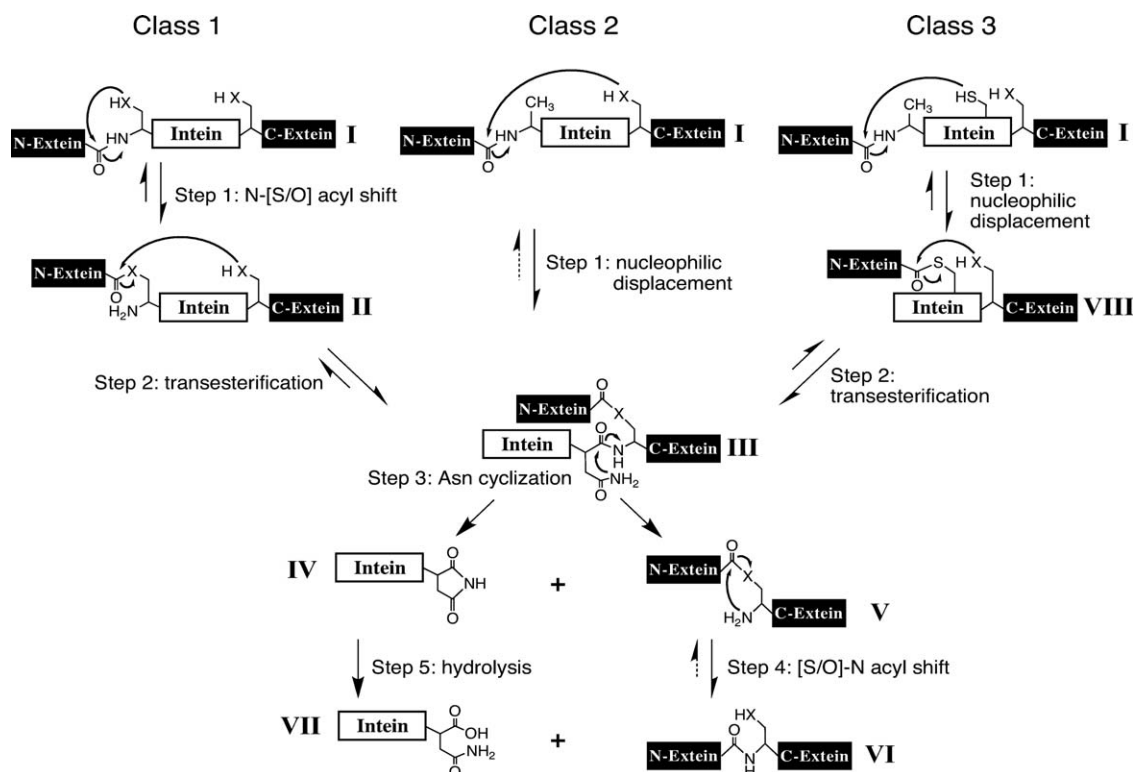 Class 1
Class 2
Class 3
HX
H X
N-Extein
HN
O
Intein
C-Extein
I
CH3
H X
N-Extein
HN
O
Intein
C-Extein
I
CH3
HS
H X
N-Extein
HN
O
Intein
C-Extein
I
Step 1: N-[S/O] acyl shift
Step 1: nucleophilic
displacement
Step 1:
nucleophilic
displacement
N-Extein
X
O
H2N
H X
Intein
C-Extein
II
N-Extein
S
O
H X
Intein
C-Extein
VIII
Step 2: transesterification
Step 2:
transesterification
O
N-Extein
X
Intein
O
N
H
C-Extein
III
NH2
O
Step 3: Asn cyclization
IV
Intein
O
NH
O
+
N-Extein
O
X
H2N
C-Extein
V
Step 5: hydrolysis
Step 4: [S/O]-N acyl shift
VII
Intein
O
OH
NH2
O
+
HX
O
N-Extein
N
H
C-Extein
VI